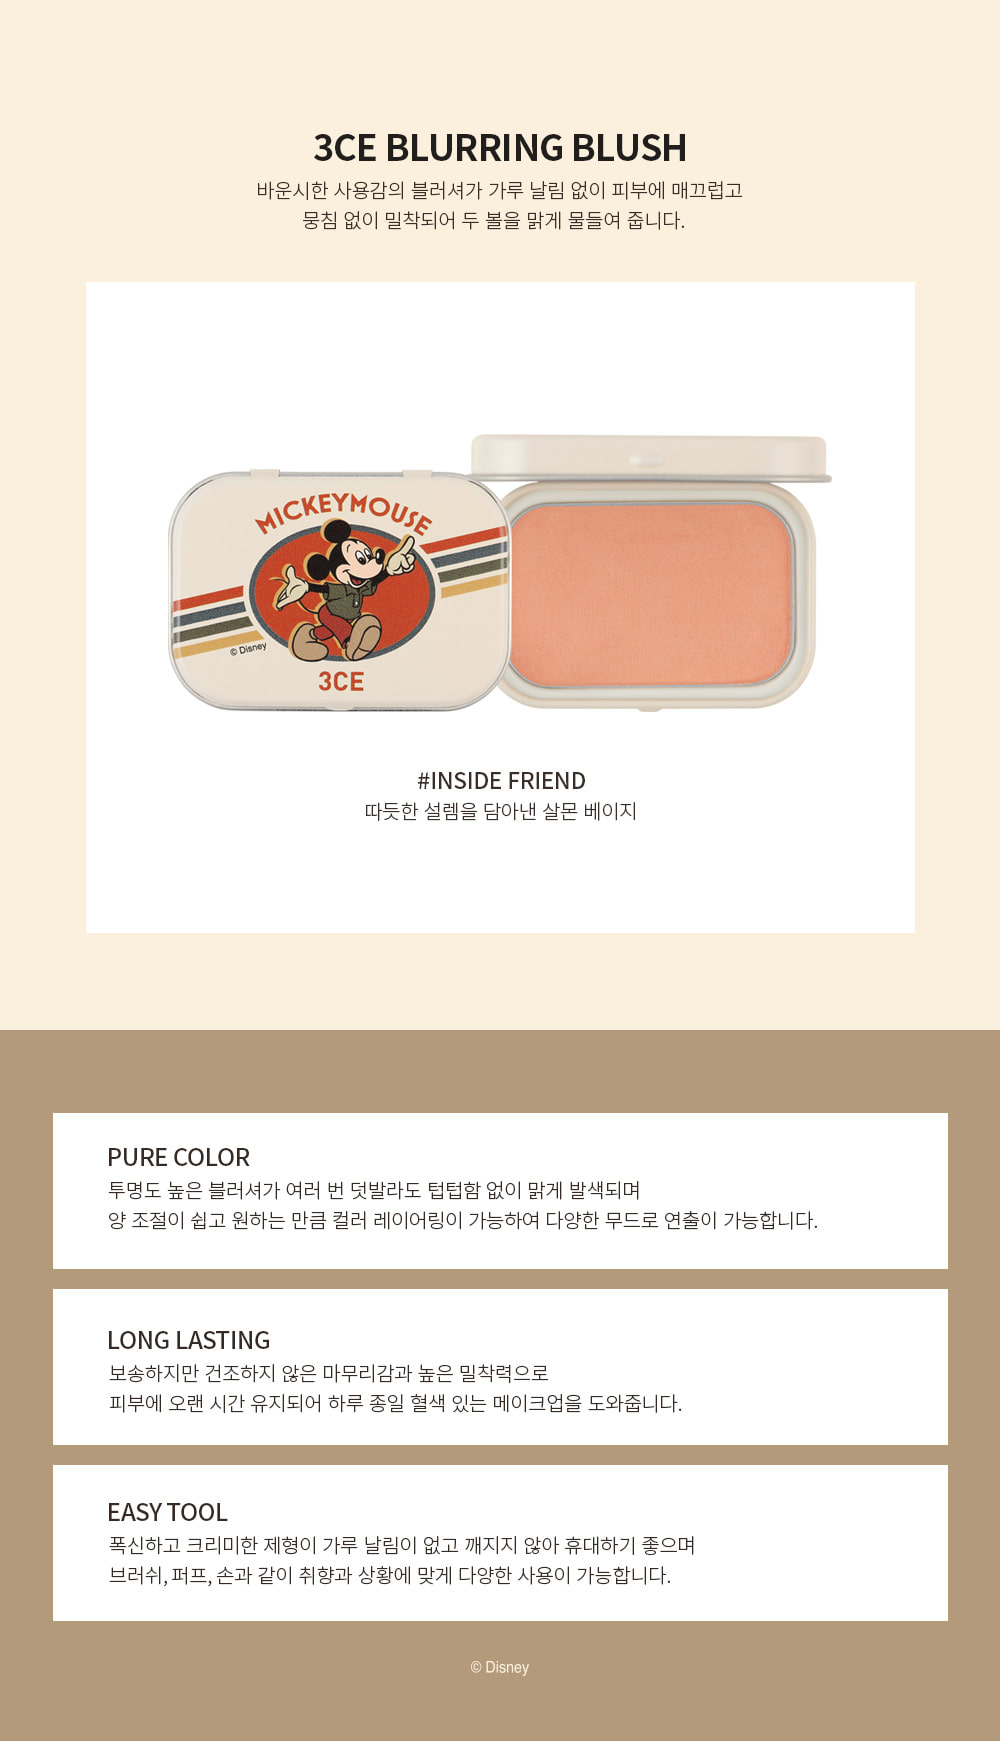 3CE BLURRING BLUSH
바운시한 사용감의 블러셔가 가루 날림 없이 피부에 매끄럽고
뭉침 없이 밀착되어 두 볼을 맑게 물들여 줍니다.
MICKEYMOUSE
© Disney
3CE
#INSIDE FRIEND
따듯한 설렘을 담아낸 살몬 베이지
PURE COLOR
투명도 높은 블러셔가 여러 번 덧발라도 텁텁함 없이 맑게 발색되며
양 조절이 쉽고 원하는 만큼 컬러 레이어링이 가능하여 다양한 무드로 연출이 가능합니다.
LONG LASTING
보송하지만 건조하지 않은 마무리감과 높은 밀착력으로
피부에 오랜 시간 유지되어 하루 종일 혈색 있는 메이크업을 도와줍니다.
EASY TOOL
폭신하고 크리미한 제형이 가루 날림이 없고 깨지지 않아 휴대하기 좋으며
브러쉬, 퍼프, 손과 같이 취향과 상황에 맞게 다양한 사용이 가능합니다.
© Disney